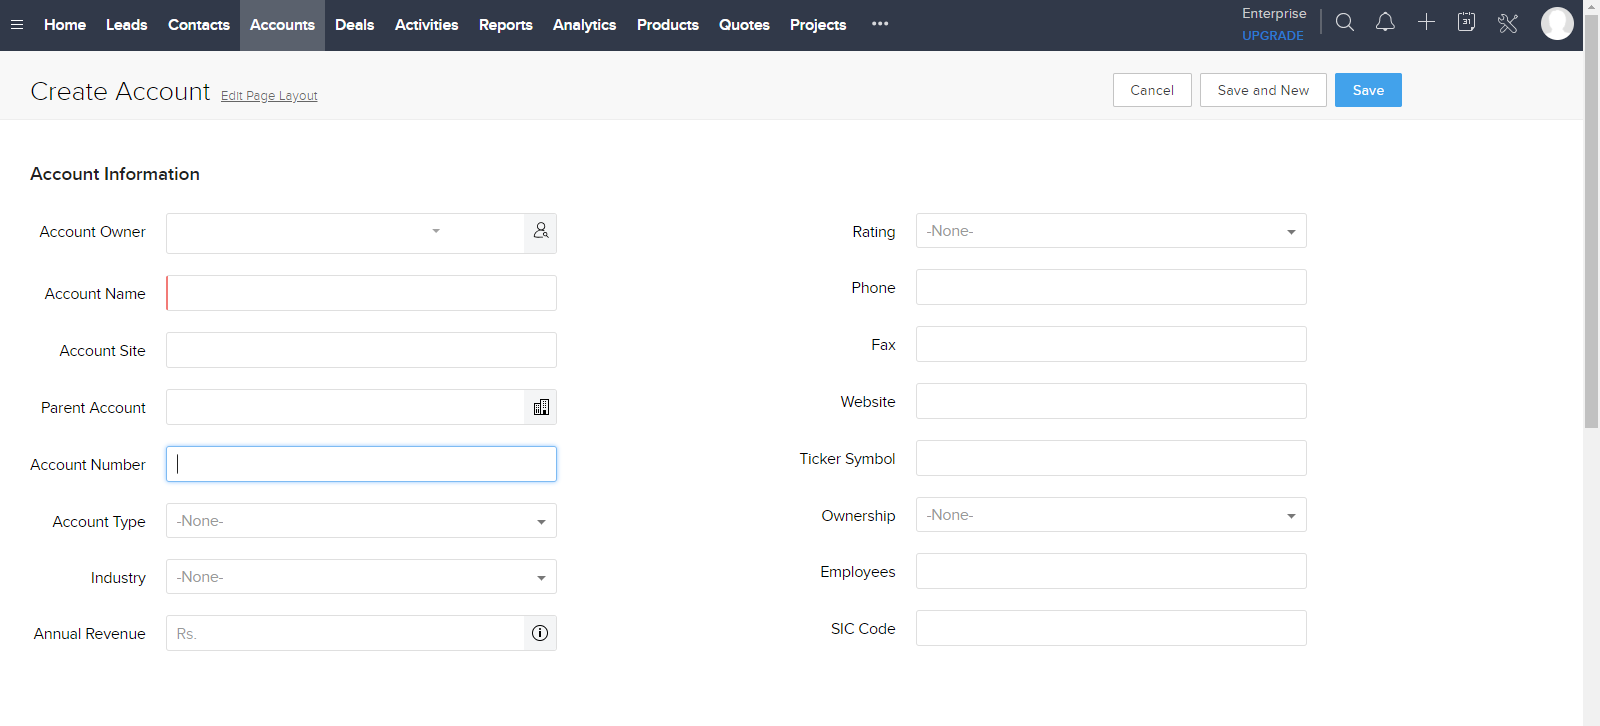 Home Leads Contacts Accounts Deals Activities Reports Analytics Products Quotes Projects ••• Enterprise
UPGRADE
31
Create Account Edit Page Layout Cancel Save and New Save
Account Information
Account Owner
Account Name
Account Site
Parent Account
Account Number
Account Type -None-
Industry -None-
Annual Revenue Rs.
Rating -None-
Phone
Fax
Website
Ticker Symbol
Ownership -None-
Employees
SIC Code